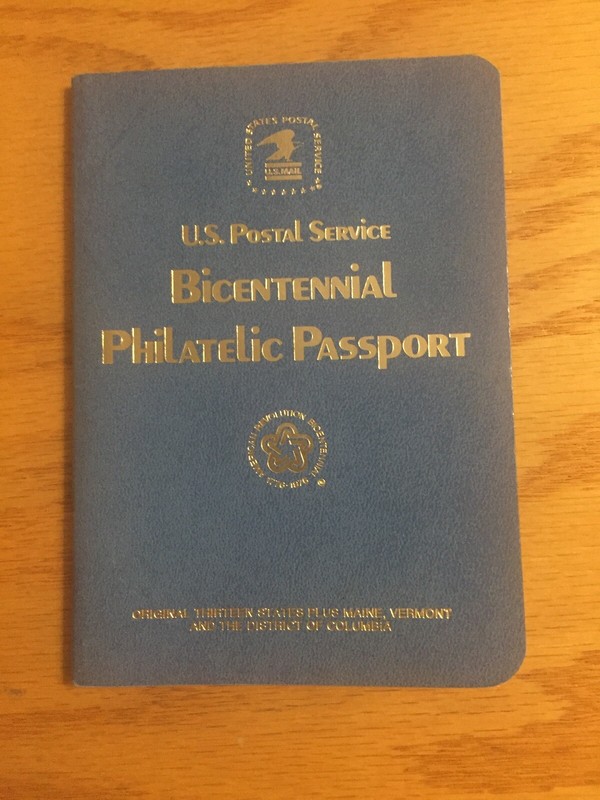 UNITED STATES POSTAL SERVICE
U.S. MAIL
U.S. Postal Service
Bicentennial
Philatelic Passport
AMERICAN REVOLUTION BICENTENNIAL
1776-1976
ORIGINAL THIRTEEN STATES PLUS MAINE, VERMONT
AND THE DISTRICT OF COLUMBIA